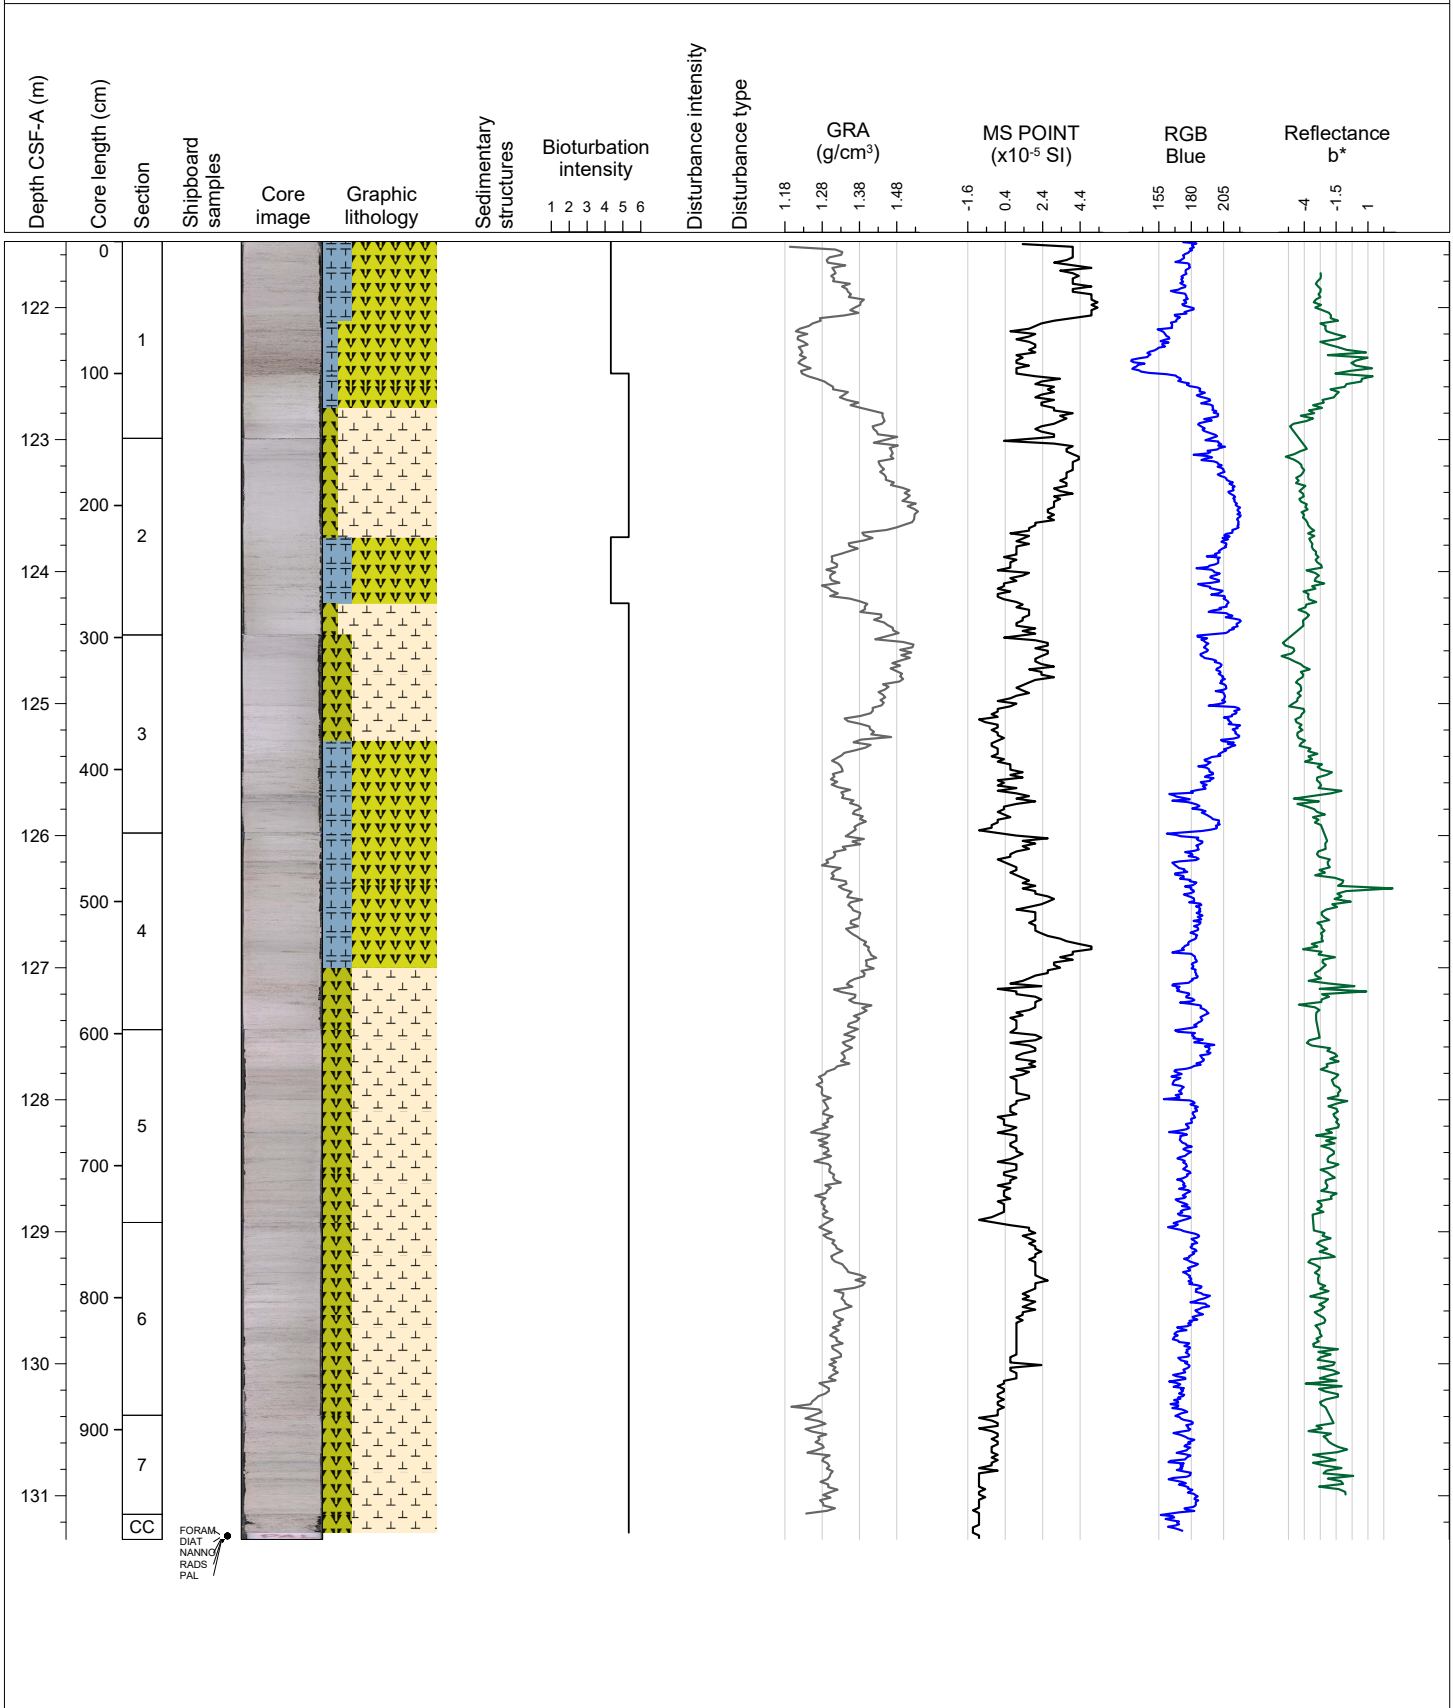 Depth CSF-A (m)
Core length (cm)
Section
Shipboard
samples
Core
image
Graphic
lithology
Sedimentary
structures
Bioturbation
intensity
1 2 3 4 5 6
Disturbance intensity
Disturbance type
GRA
(g/cm³)
1.18 1.28 1.38 1.48
MS POINT
(x10⁻⁵ SI)
-1.6 0.4 2.4 4.4
RGB
Blue
155 180 205
Reflectance
b*
-4 -1.5 1
0
122
1
100
123
200
2
124
300
125
3
400
126
500
4
127
600
128
5
700
129
800
6
130
900
7
131
CC
FORAM
DIAT
NANNO
RADS
PAL
PAL